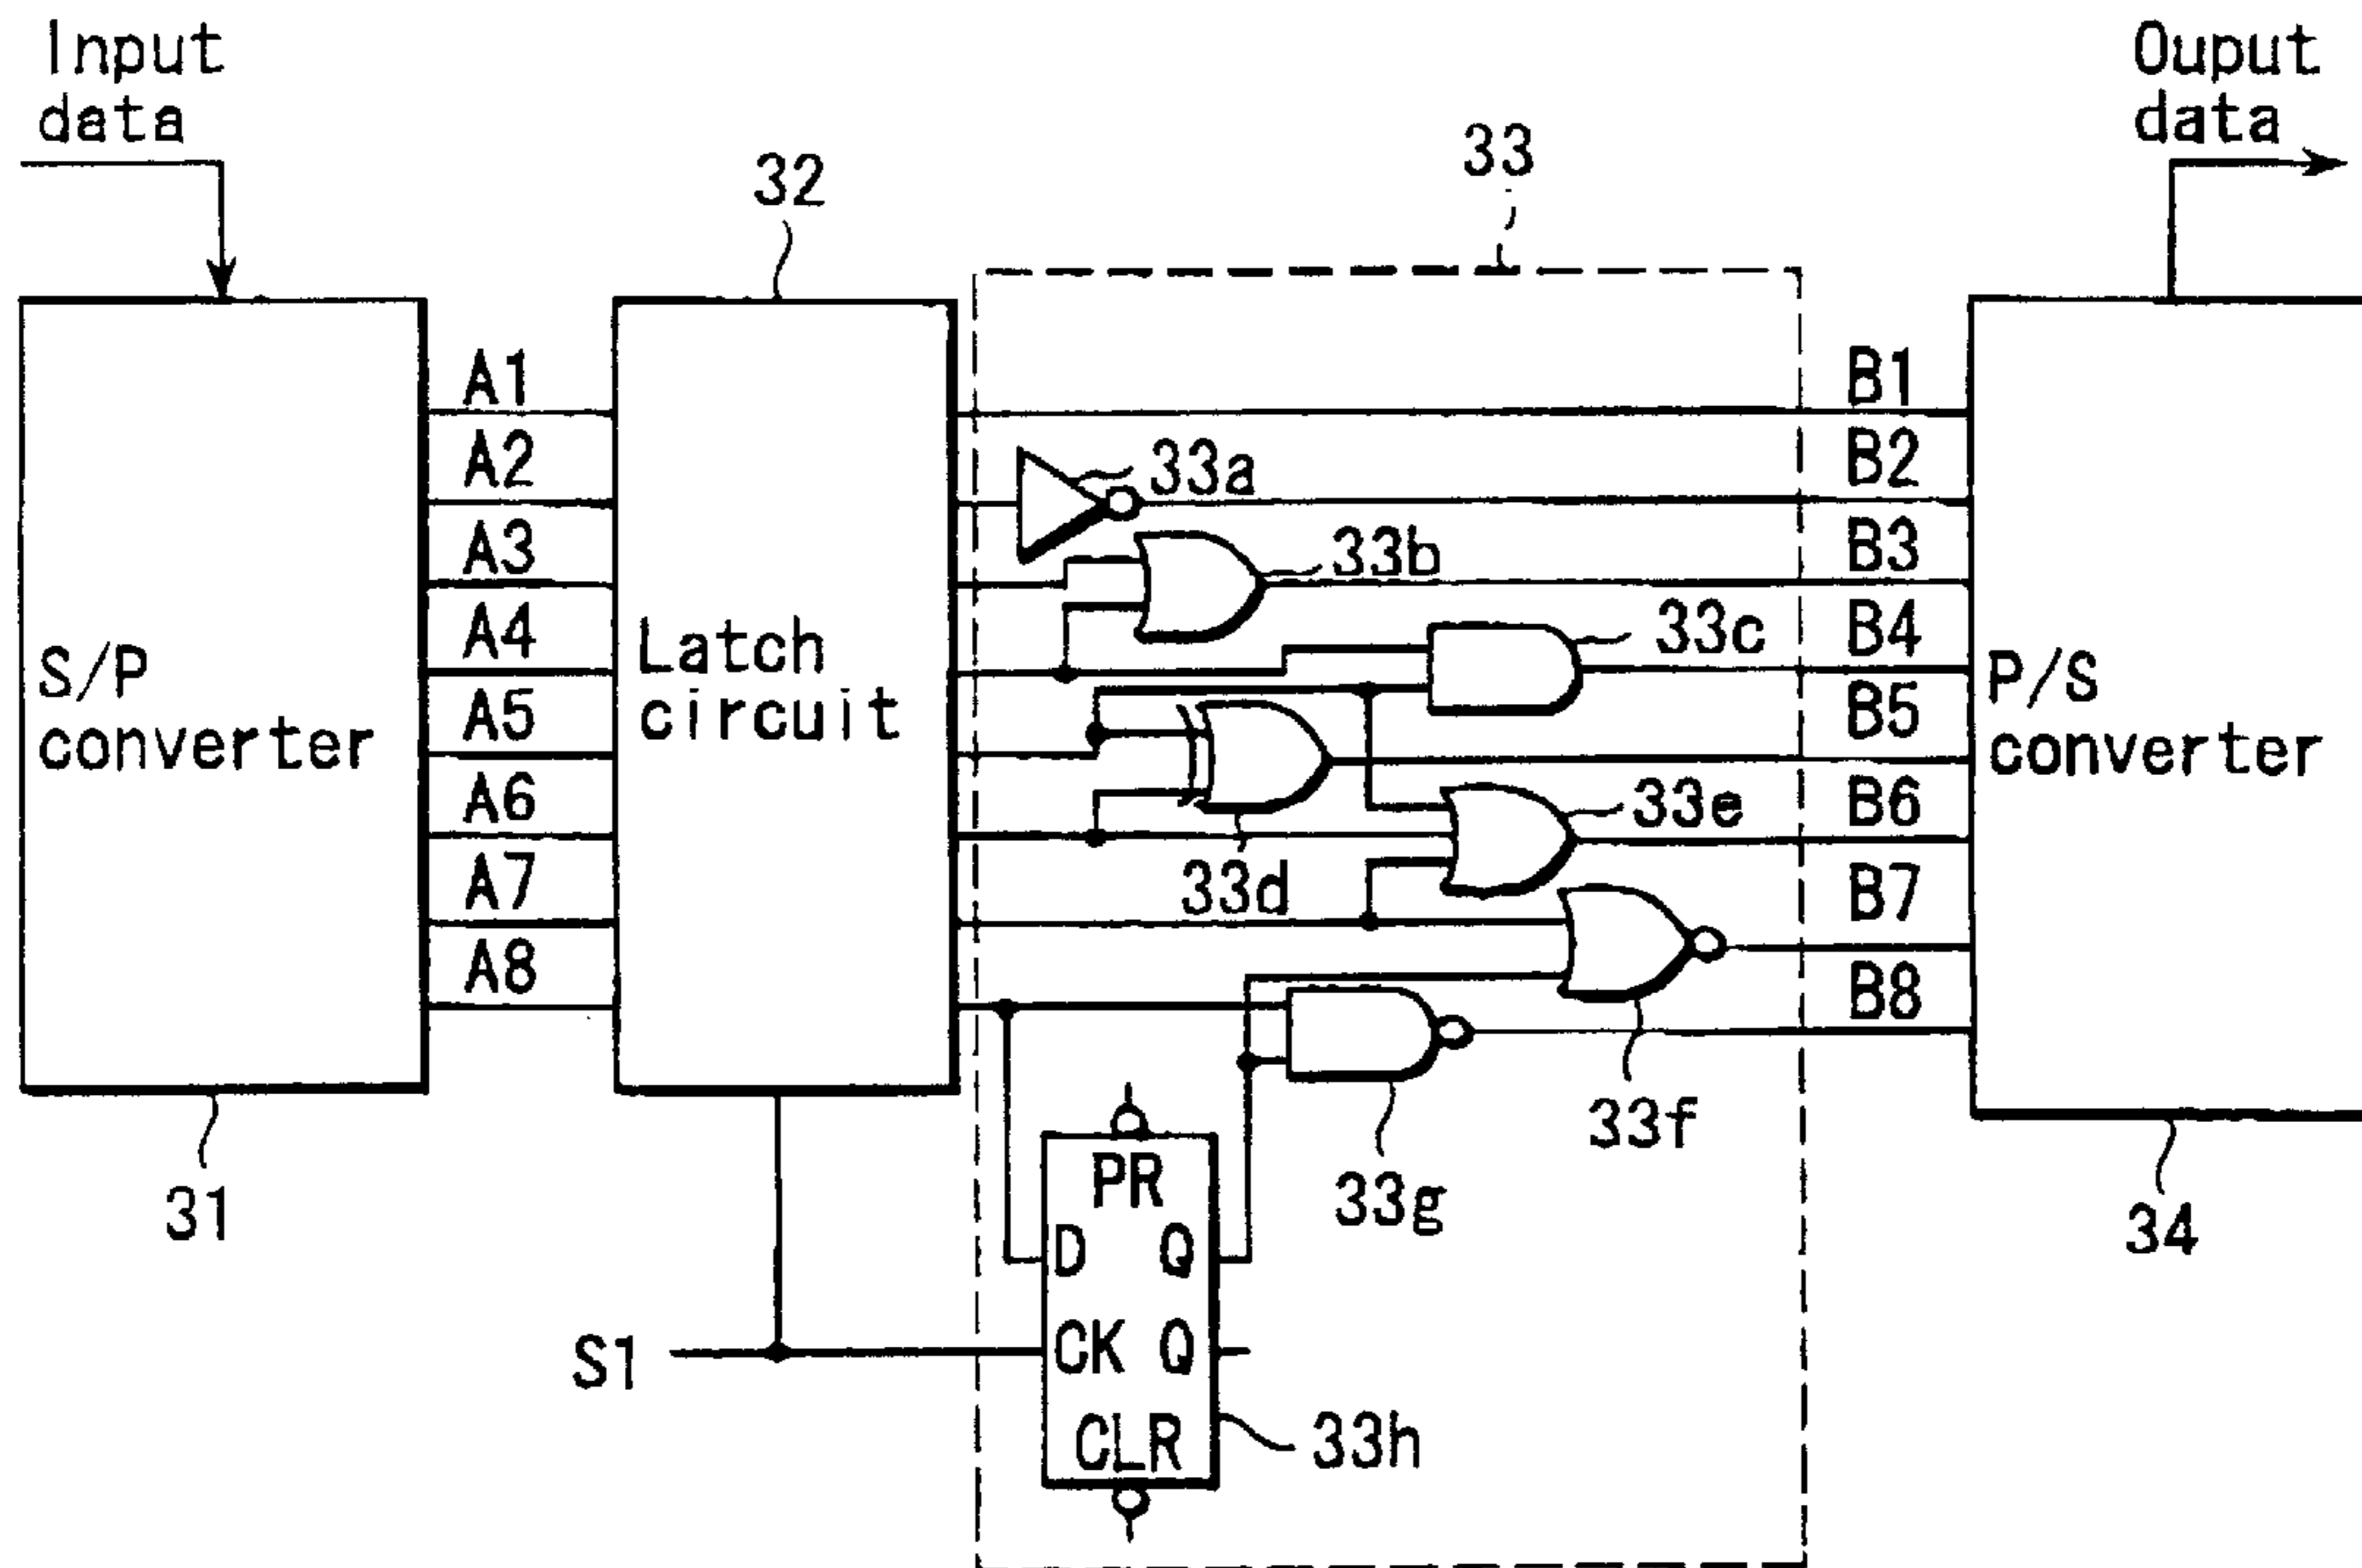 Input
data
Ouput
data
33
32
A1
B1
A2
33a
B2
A3
33b
B3
A4
33c
B4
S/P
converter
Latch
circuit
P/S
converter
A5
B5
A6
33e
B6
A7
33d
B7
A8
B8
33f
31
PR
33g
34
D Q
S1
CK Q
CLR
33h